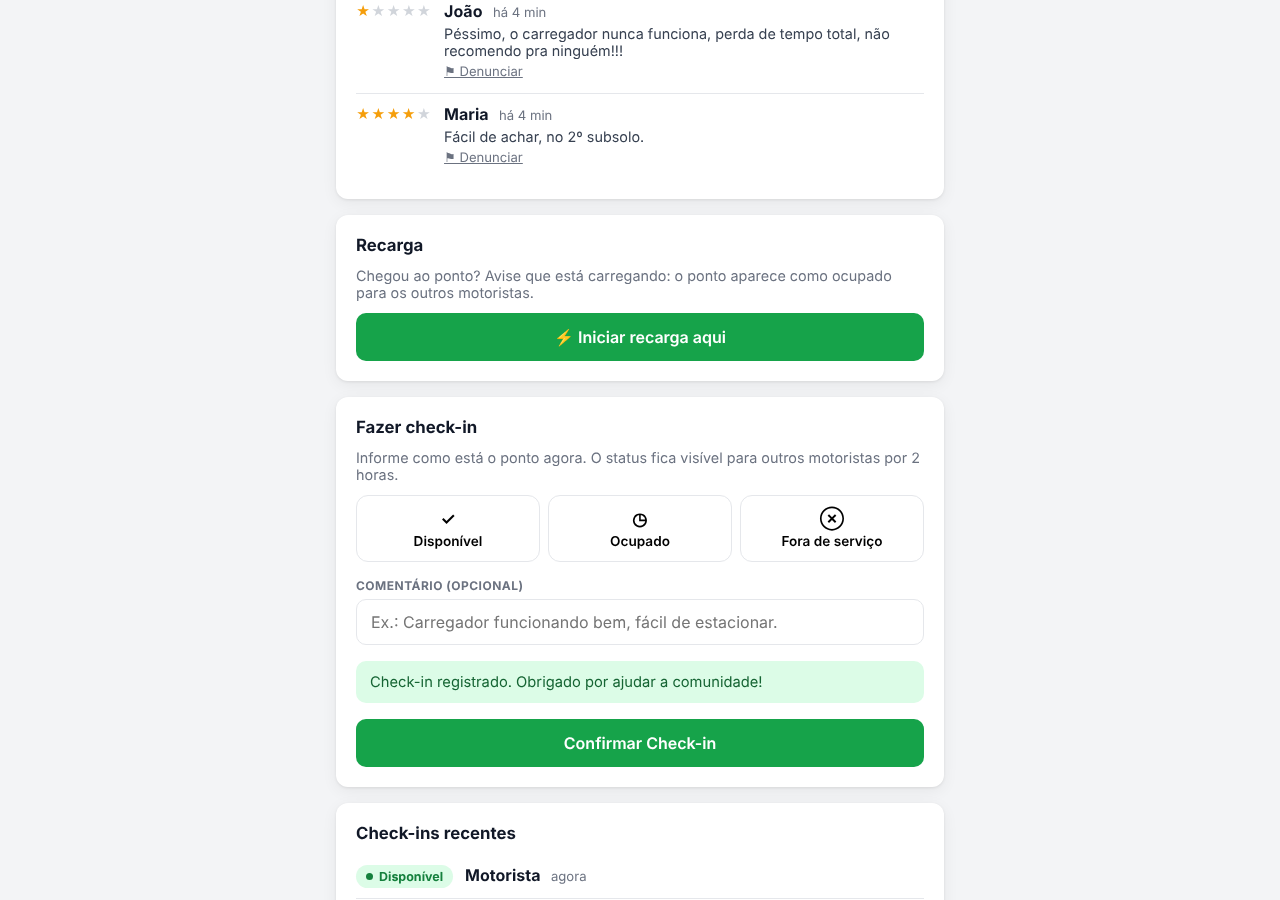 ★★★★★ João há 4 min
Péssimo, o carregador nunca funciona, perda de tempo total, não
recomendo pra ninguém!!!
⚑ Denunciar
★★★★★ Maria há 4 min
Fácil de achar, no 2º subsolo.
⚑ Denunciar
Recarga
Chegou ao ponto? Avise que está carregando: o ponto aparece como ocupado
para os outros motoristas.
⚡ Iniciar recarga aqui
Fazer check-in
Informe como está o ponto agora. O status fica visível para outros motoristas por 2
horas.
Disponível
Ocupado
Fora de serviço
COMENTÁRIO (OPCIONAL)
Ex.: Carregador funcionando bem, fácil de estacionar.
Check-in registrado. Obrigado por ajudar a comunidade!
Confirmar Check-in
Check-ins recentes
Disponível Motorista agora